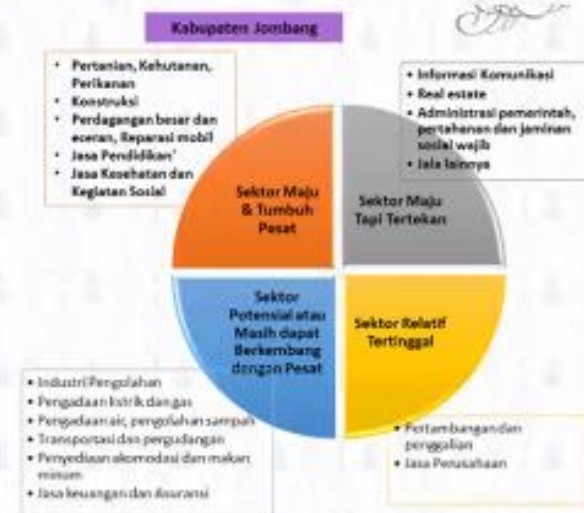 Kabupaten Jombang
• Pertanian, Kehutanan,
Perikanan
• Konstruksi
• Perdagangan besar dan
eceran, Reparasi mobil
• Jasa Pendidikan'
• Jasa Kesehatan dan
Kegiatan Sosial
• Informasi Komunikasi
• Real estate
• Administrasi pemerintah,
pertahanan dan jaminan
sosial wajib
• Jala lainnya
Sektor Maju
& Tumbuh
Pesat
Sektor Maju
Tapi Tertekan
Sektor
Potensial atau
Masih dapat
Berkembang
dengan Pesat
Sektor Relatif
Tertinggal
• Industri Pengolahan
• Pengadaan listrik dan gas
• Pengadaan air, pengolahan sampah
• Transportasi dan pergudangan
• Penyediaan akomodasi dan makan
minum
• Jasa keuangan dan Asuransi
• Pertambangan dan
penggalian
• Jasa Perusahaan